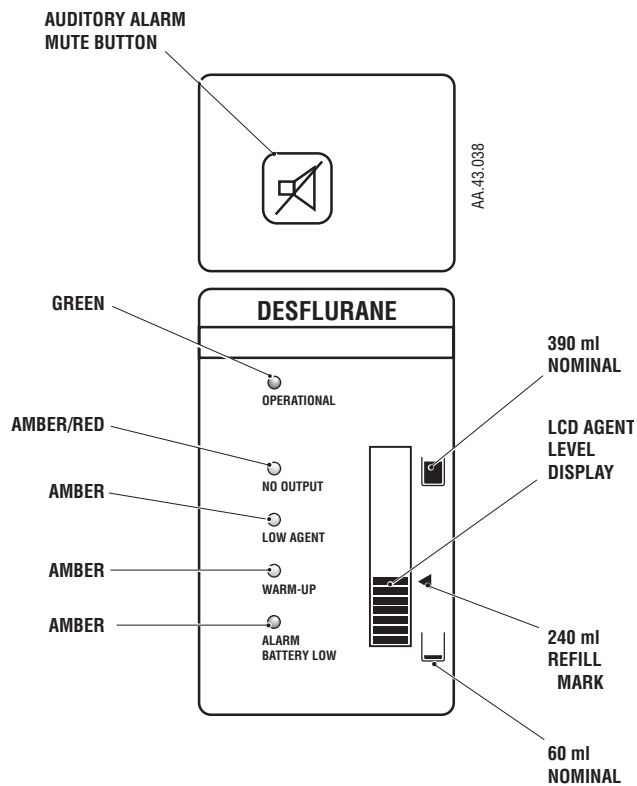 AUDITORY ALARM
MUTE BUTTON
AA.43.038
DESFLURANE
GREEN
OPERATIONAL
390 ml
NOMINAL
AMBER/RED
NO OUTPUT
LCD AGENT
LEVEL
DISPLAY
AMBER
LOW AGENT
AMBER
WARM-UP
AMBER
ALARM
BATTERY LOW
240 ml
REFILL
MARK
60 ml
NOMINAL